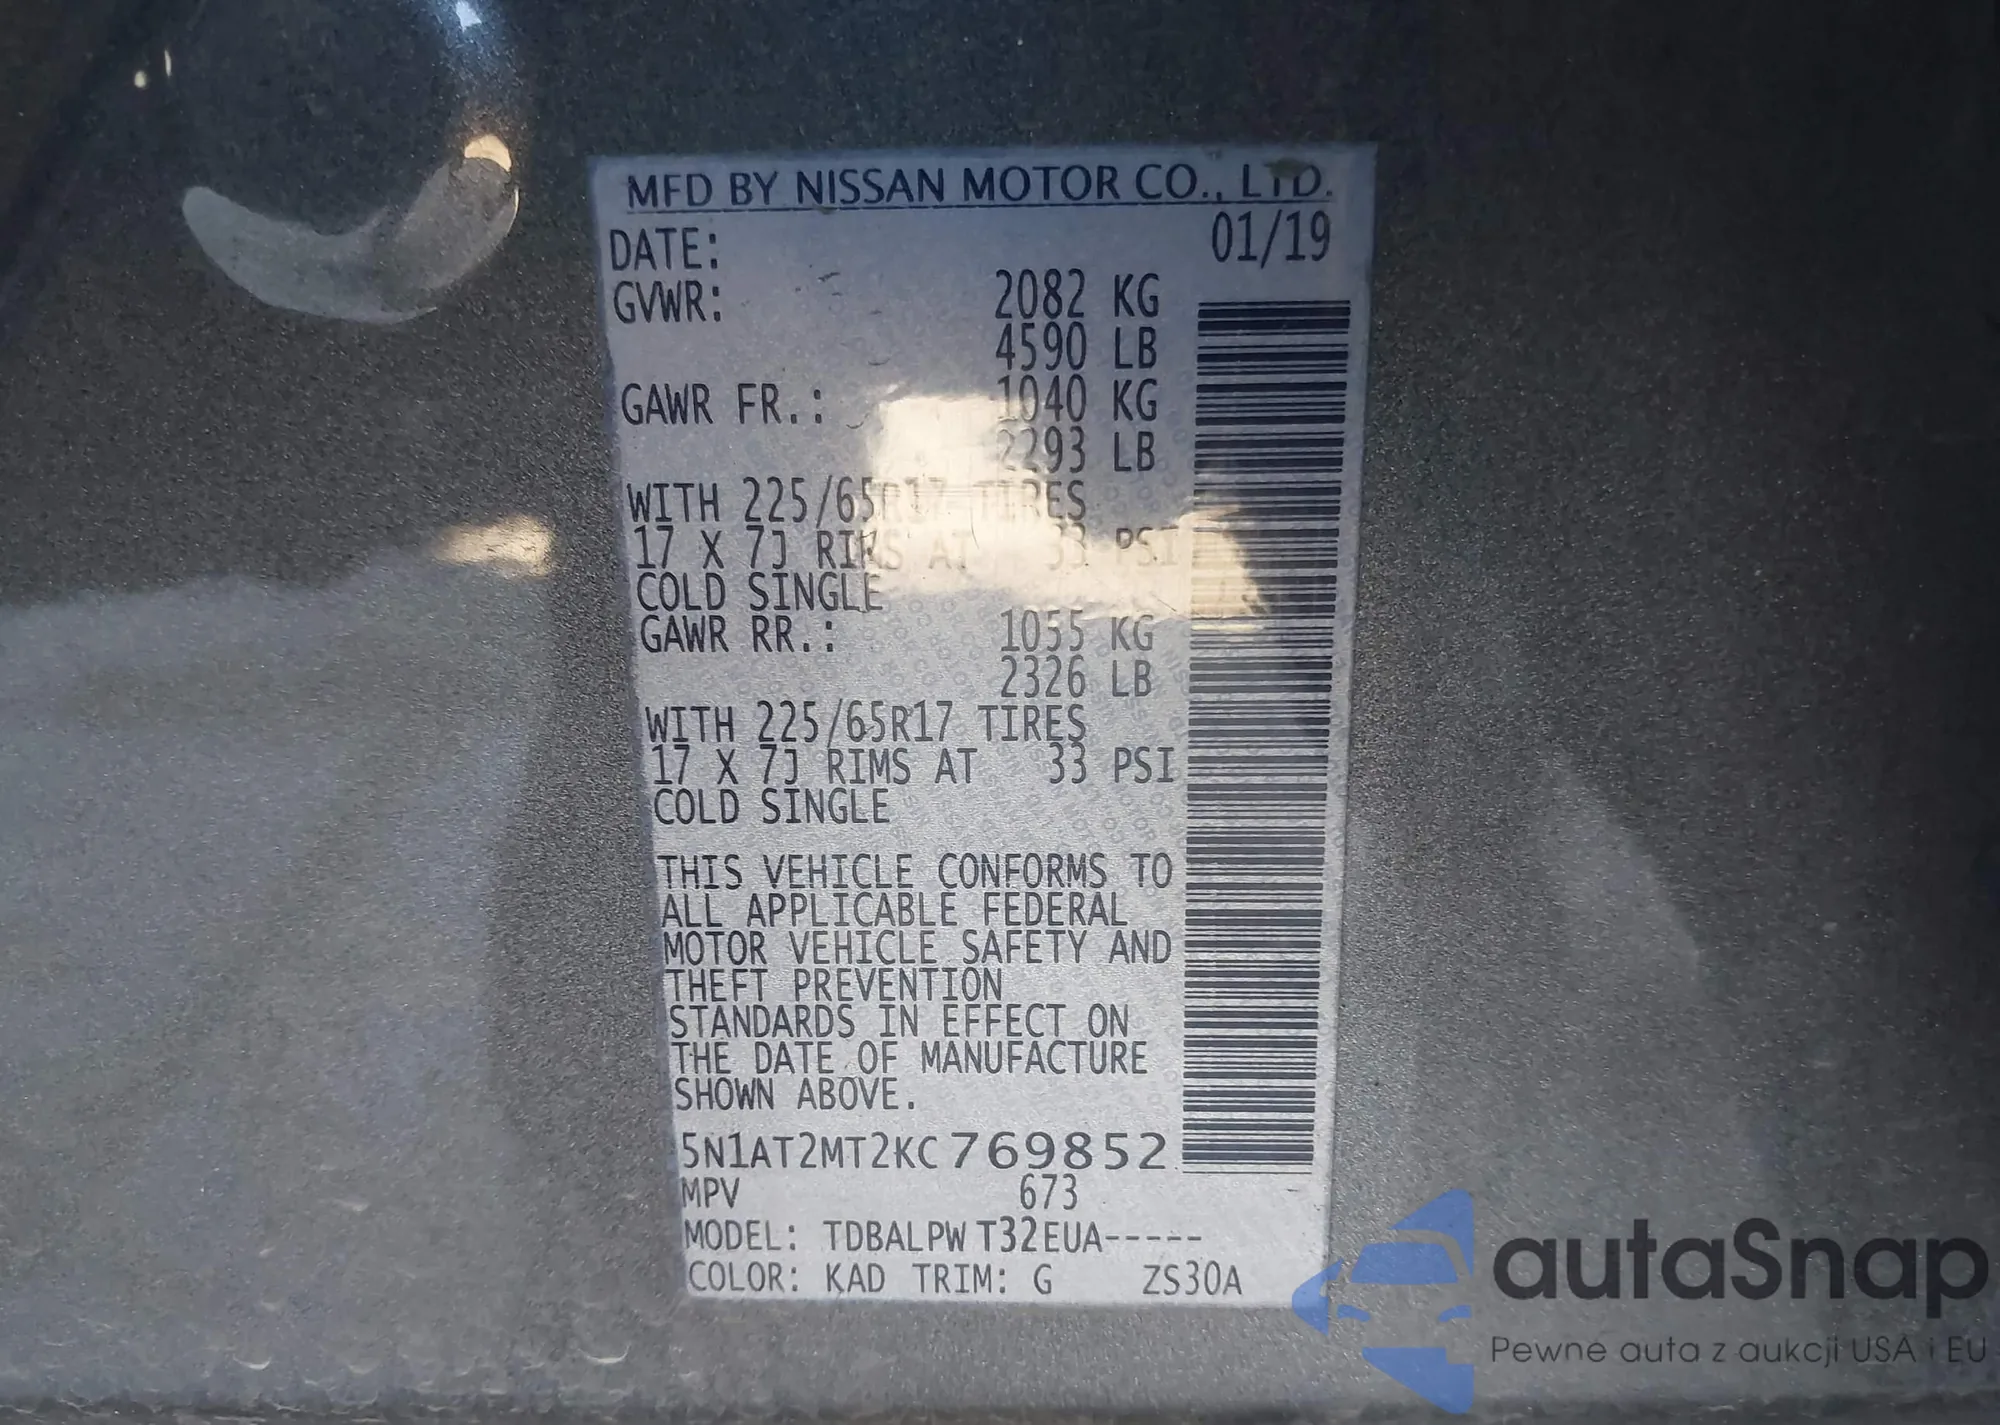 MFD BY NISSAN MOTOR CO., LTD.
DATE: 01/19
GVWR: 2082 KG
4590 LB
GAWR FR.: 1040 KG
2293 LB
WITH 225/65R17 TIRES
17 X 7J RIMS AT 33 PSI
COLD SINGLE
GAWR RR.: 1055 KG
2326 LB
WITH 225/65R17 TIRES
17 X 7J RIMS AT 33 PSI
COLD SINGLE
THIS VEHICLE CONFORMS TO
ALL APPLICABLE FEDERAL
MOTOR VEHICLE SAFETY AND
THEFT PREVENTION
STANDARDS IN EFFECT ON
THE DATE OF MANUFACTURE
SHOWN ABOVE.
5N1AT2MT2KC769852
MPV 673
MODEL: TDBALPW T32EUA-----
COLOR: KAD TRIM: G ZS30A
autaSnap
Pewne auta z aukcji USA i EU